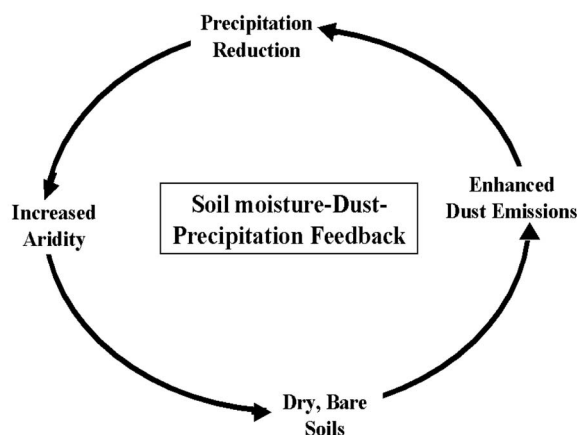 Precipitation
Reduction
Increased
Aridity
Soil moisture-Dust-
Precipitation Feedback
Enhanced
Dust Emissions
Dry, Bare
Soils